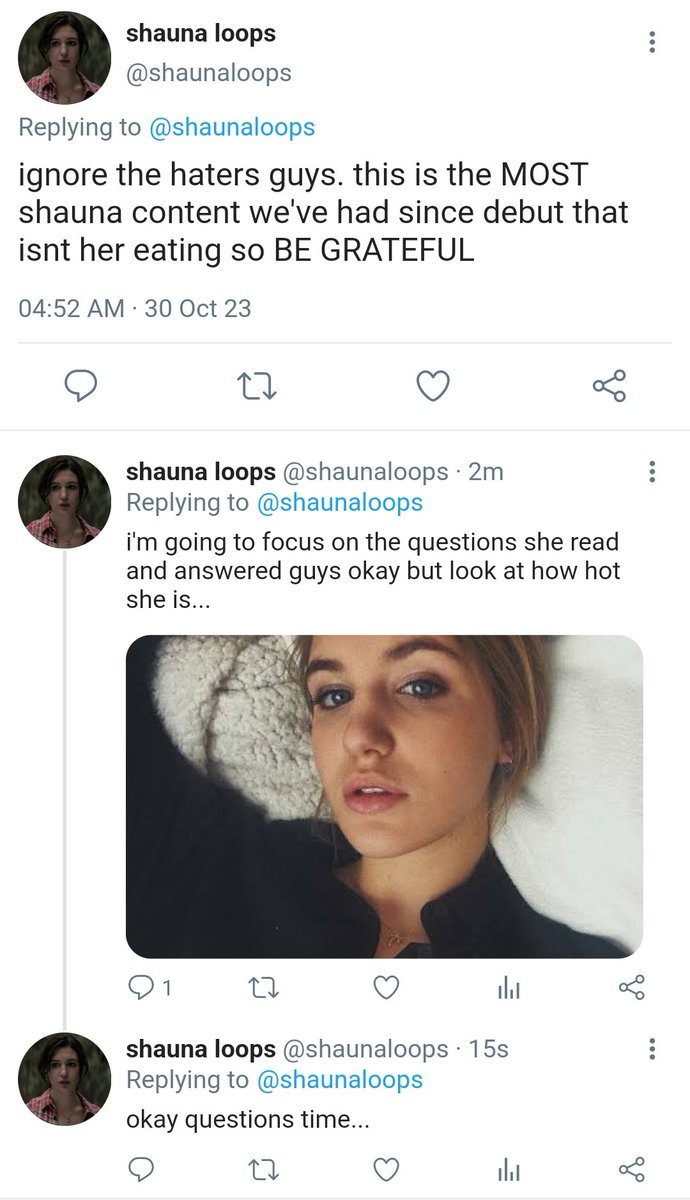 shauna loops
@shaunaloops
Replying to @shaunaloops
ignore the haters guys. this is the MOST
shauna content we've had since debut that
isnt her eating so BE GRATEFUL
04:52 AM · 30 Oct 23
shauna loops @shaunaloops · 2m
Replying to @shaunaloops
i'm going to focus on the questions she read
and answered guys okay but look at how hot
she is...
1
shauna loops @shaunaloops · 15s
Replying to @shaunaloops
okay questions time...